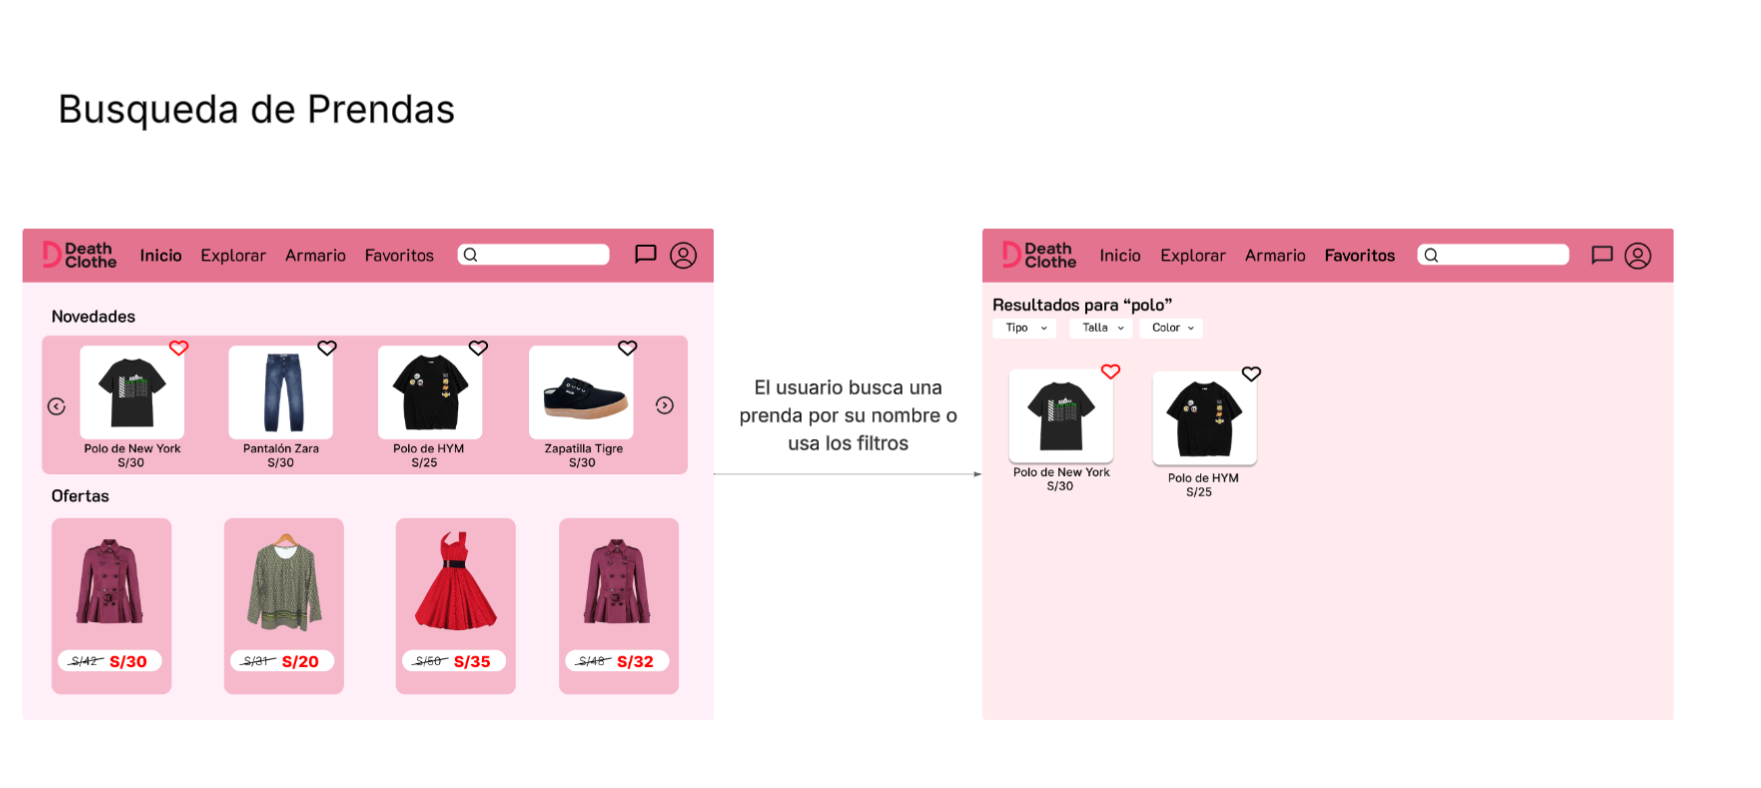 Busqueda de Prendas
Death
Clothe
Inicio Explorar Armario Favoritos
Novedades
Polo de New York
S/30
Pantalón Zara
S/30
Polo de HYM
S/25
Zapatilla Tigre
S/30
Ofertas
S/42 S/30
S/31 S/20
S/50 S/35
S/48 S/32
El usuario busca una
prenda por su nombre o
usa los filtros
Death
Clothe
Inicio Explorar Armario Favoritos
Resultados para “polo”
Tipo Talla Color
Polo de New York
S/30
Polo de HYM
S/25